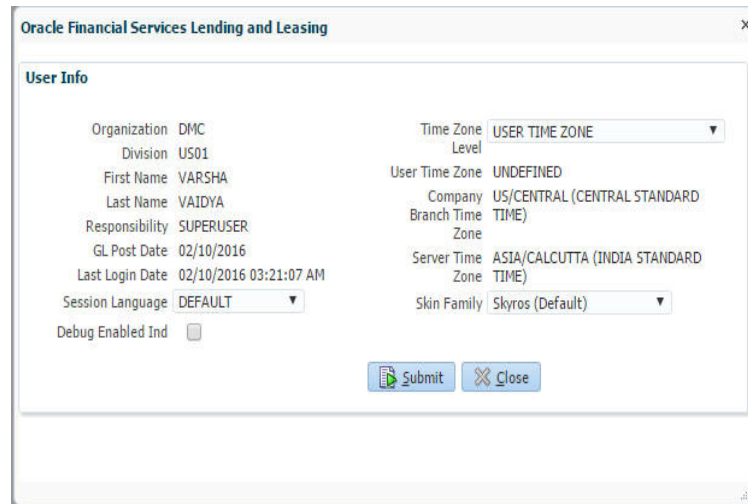 Oracle Financial Services Lending and Leasing
x
User Info
Organization DMC
Division US01
First Name VARSHA
Last Name VAIDYA
Responsibility SUPERUSER
GL Post Date 02/10/2016
Last Login Date 02/10/2016 03:21:07 AM
Session Language DEFAULT
Debug Enabled Ind
Time Zone USER TIME ZONE
Level
User Time Zone UNDEFINED
Company US/CENTRAL (CENTRAL STANDARD
Branch Time TIME)
Zone
Server Time ASIA/CALCUTTA (INDIA STANDARD
Zone TIME)
Skin Family Skyros (Default)
Submit Close